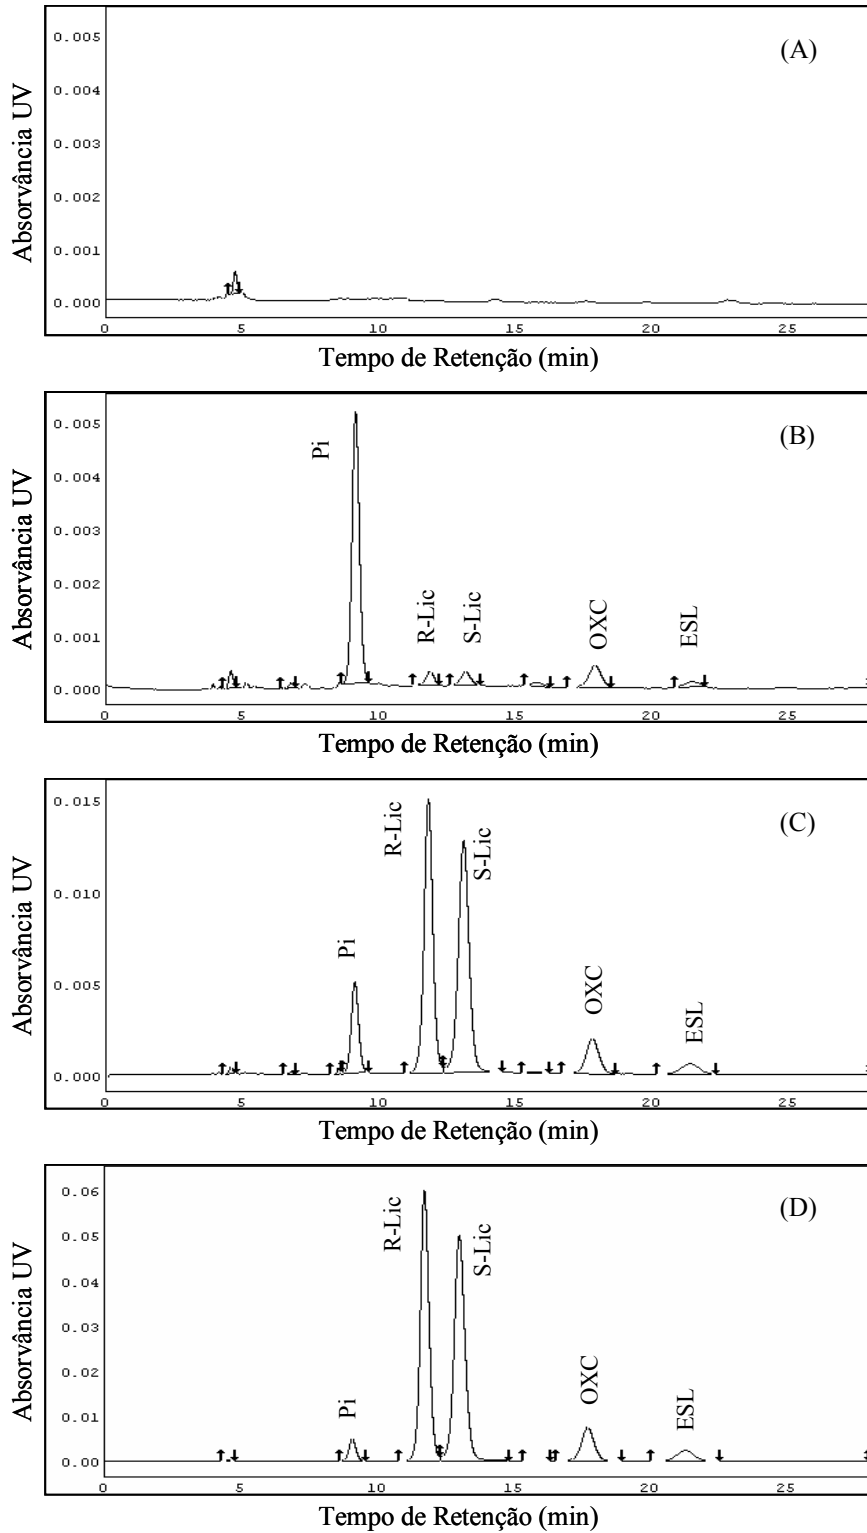 (A)
Absorvância UV
0.005
0.004
0.003
0.002
0.001
0.000
0 5 10 15 20 25
Tempo de Retenção (min)
(B)
Absorvância UV
0.005
0.004
0.003
0.002
0.001
0.000
Pi
R-Lic
S-Lic
OXC
ESL
0 5 10 15 20 25
Tempo de Retenção (min)
(C)
Absorvância UV
0.015
0.010
0.005
0.000
Pi
R-Lic
S-Lic
OXC
ESL
0 5 10 15 20 25
Tempo de Retenção (min)
(D)
Absorvância UV
0.06
0.05
0.04
0.03
0.02
0.01
0.00
Pi
R-Lic
S-Lic
OXC
ESL
0 5 10 15 20 25
Tempo de Retenção (min)